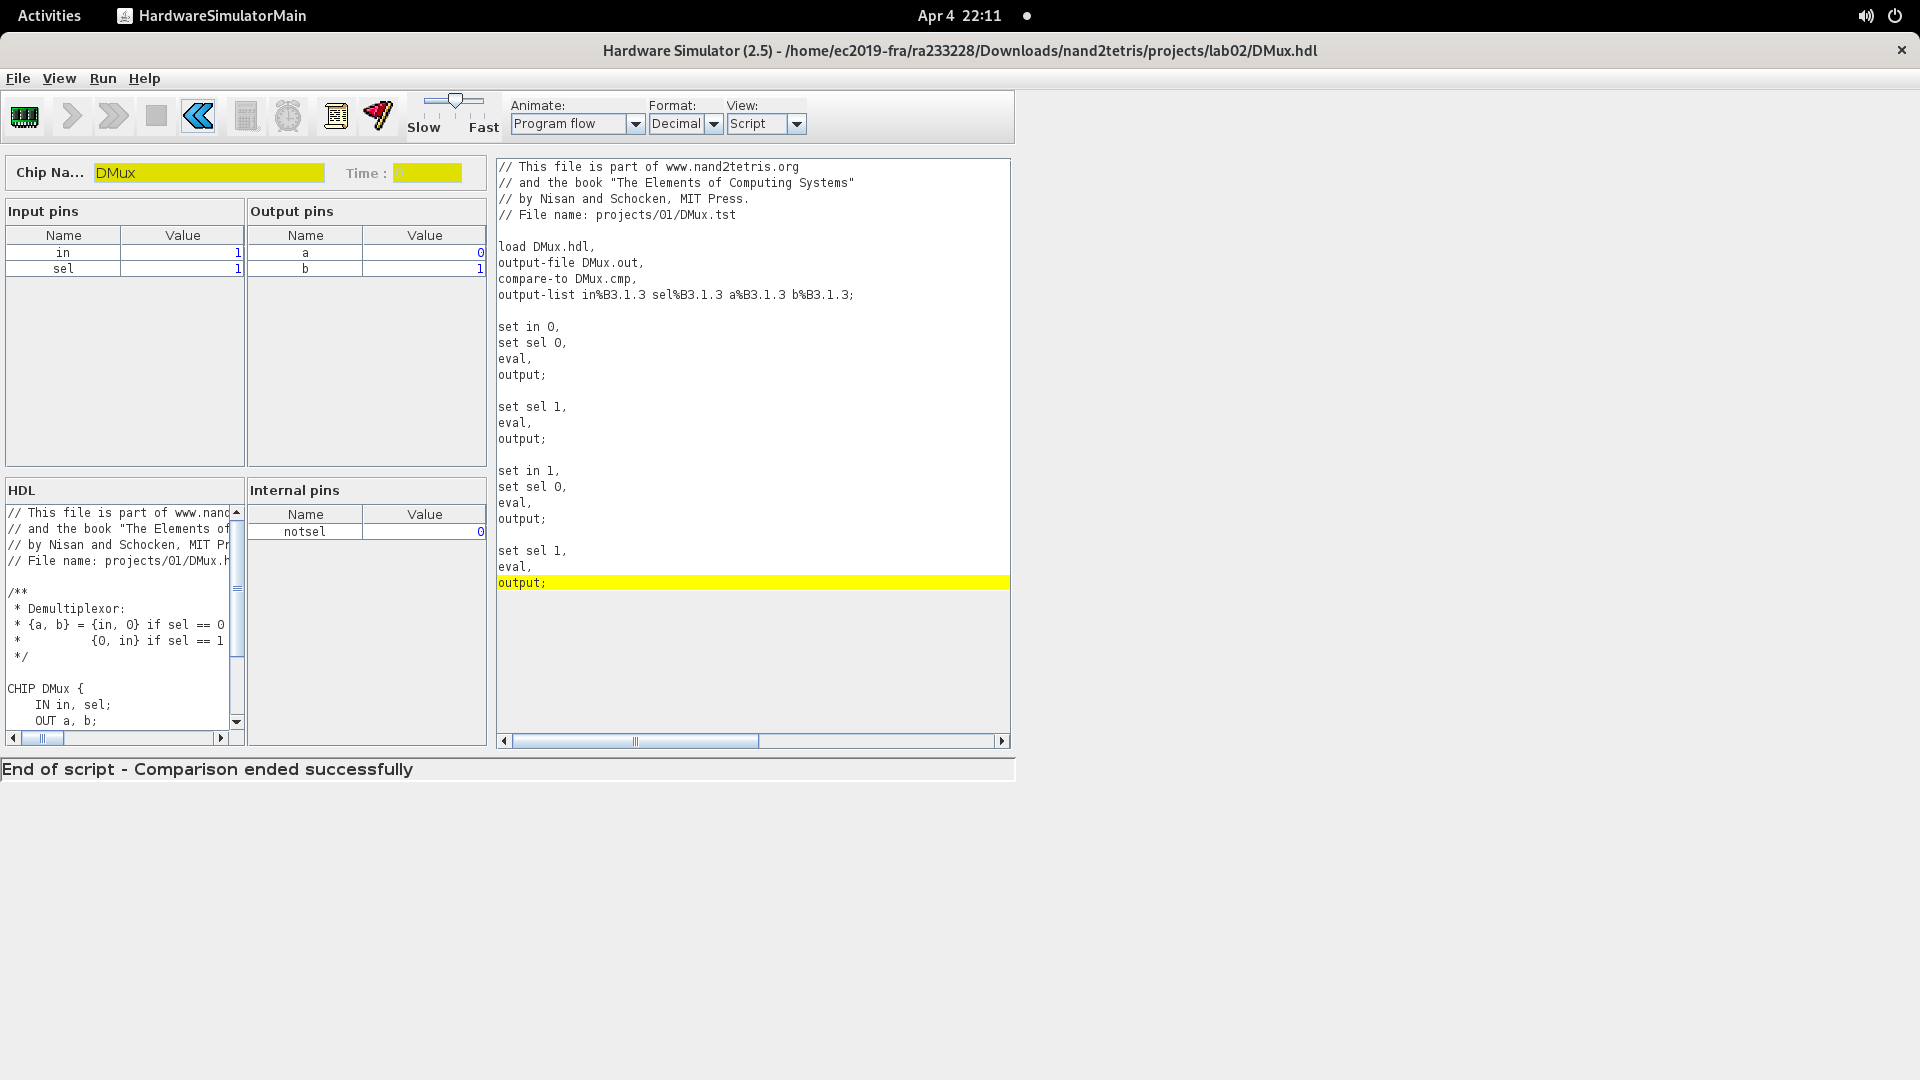 Activities HardwareSimulatorMain Apr 4 22:11
Hardware Simulator (2.5) - /home/ec2019-fra/ra233228/Downloads/nand2tetris/projects/lab02/DMux.hdl
File View Run Help
Slow Fast
Animate: Format: View:
Program flow Decimal Script
Chip Na... DMux Time : 0
Input pins
Name Value
in 1
sel 1
Output pins
Name Value
a 0
b 1
HDL
// This file is part of www.nand
// and the book "The Elements of
// by Nisan and Schocken, MIT Pr
// File name: projects/01/DMux.h
/**
* Demultiplexor:
* {a, b} = {in, 0} if sel == 0
* {0, in} if sel == 1
*/
CHIP DMux {
IN in, sel;
OUT a, b;
Internal pins
Name Value
notsel 0
// This file is part of www.nand2tetris.org
// and the book "The Elements of Computing Systems"
// by Nisan and Schocken, MIT Press.
// File name: projects/01/DMux.tst
load DMux.hdl,
output-file DMux.out,
compare-to DMux.cmp,
output-list in%B3.1.3 sel%B3.1.3 a%B3.1.3 b%B3.1.3;
set in 0,
set sel 0,
eval,
output;
set sel 1,
eval,
output;
set in 1,
set sel 0,
eval,
output;
set sel 1,
eval,
output;
End of script - Comparison ended successfully